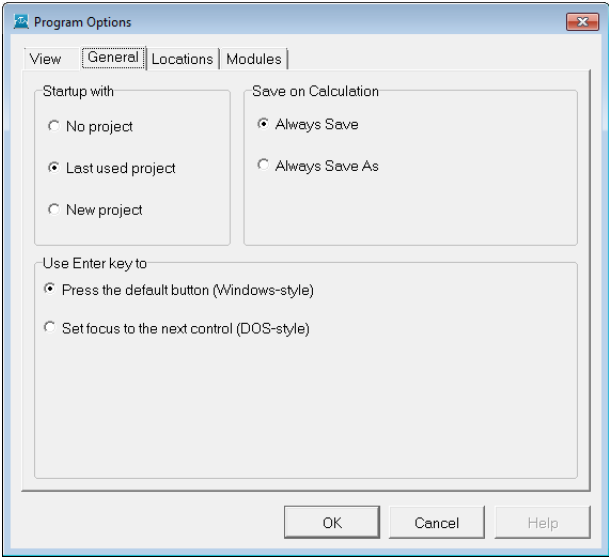 Program Options
View General Locations Modules
Startup with
No project
Last used project
New project
Save on Calculation
Always Save
Always Save As
Use Enter key to
Press the default button (Windows-style)
Set focus to the next control (DOS-style)
OK Cancel Help